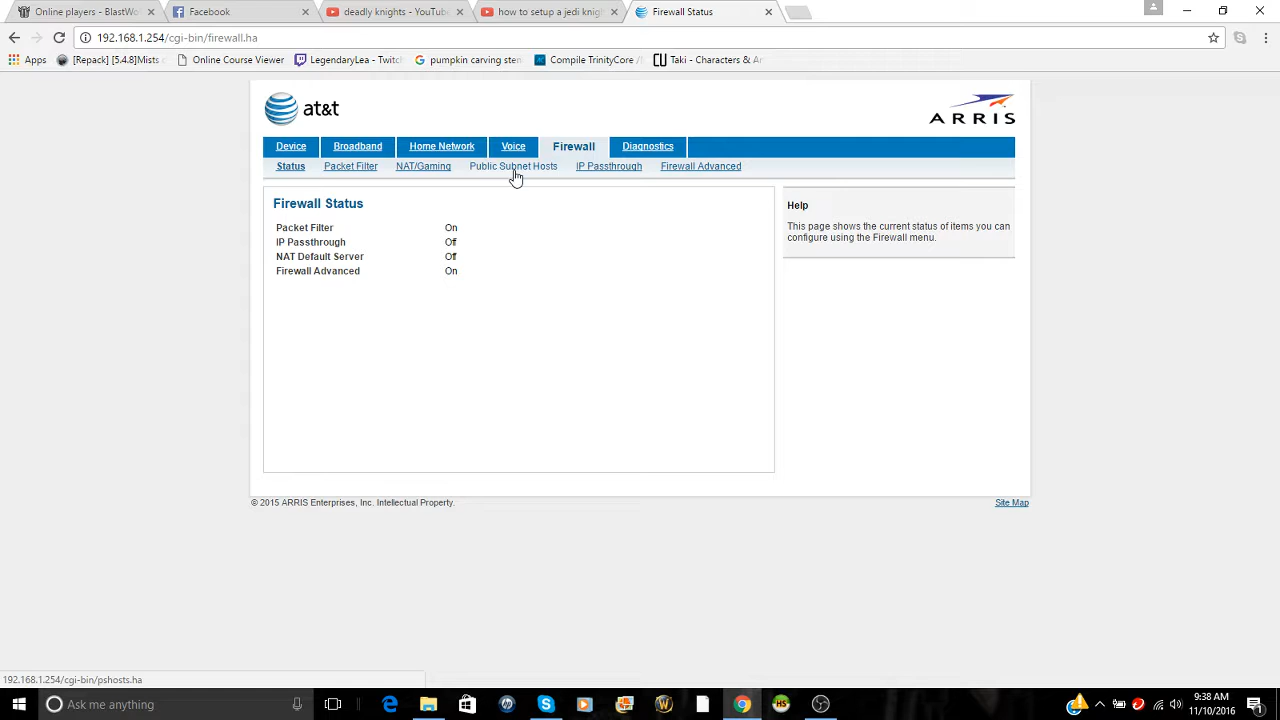 Online players - BlastWo
Facebook
deadly knights - YouTube
how to setup a jedi knigh
Firewall Status
192.168.1.254/cgi-bin/firewall.ha
Apps
[Repack] [5.4.8]Mists
Online Course Viewer
LegendaryLea - Twitch
pumpkin carving sten
Compile TrinityCore /
Taki - Characters & Ar
at&t
ARRIS
Device
Broadband
Home Network
Voice
Firewall
Diagnostics
Status
Packet Filter
NAT/Gaming
Public Subnet Hosts
IP Passthrough
Firewall Advanced
Firewall Status
Packet Filter On
IP Passthrough Off
NAT Default Server Off
Firewall Advanced On
Help
This page shows the current status of items you can
configure using the Firewall menu.
© 2015 ARRIS Enterprises, Inc. Intellectual Property.
Site Map
192.168.1.254/cgi-bin/pshosts.ha
Ask me anything
9:38 AM
11/10/2016